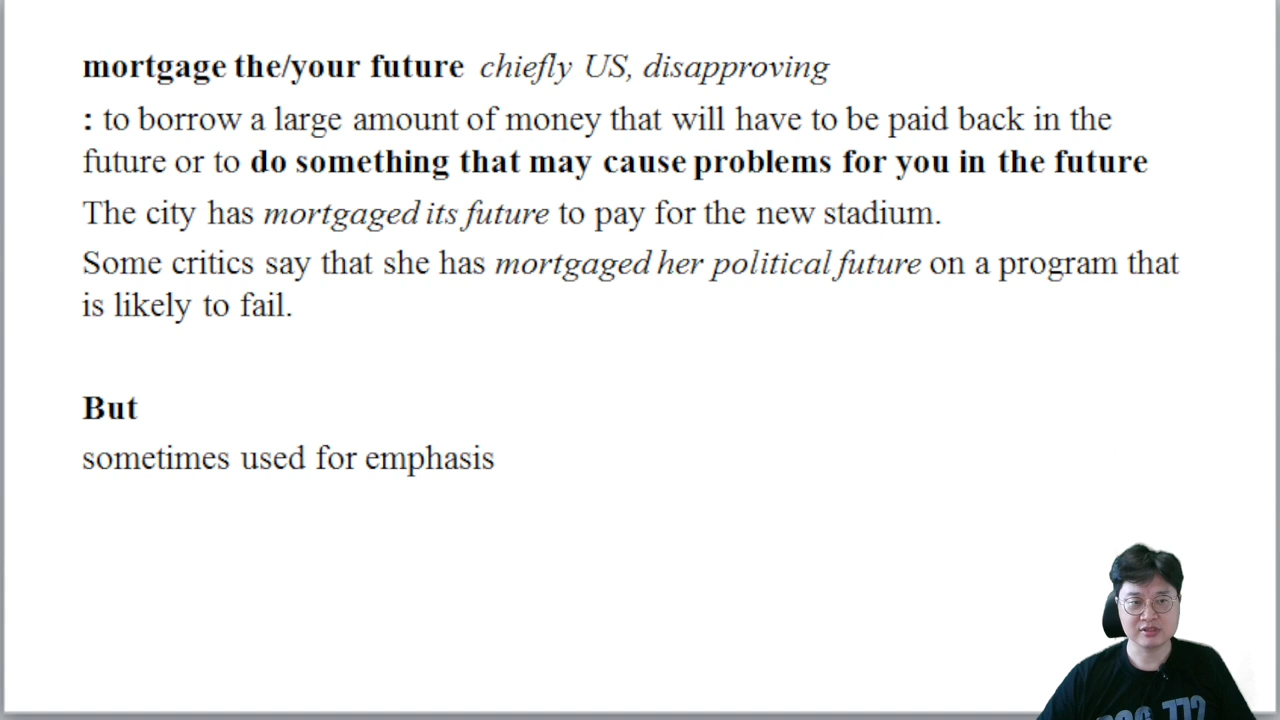 mortgage the/your future chiefly US, disapproving
: to borrow a large amount of money that will have to be paid back in the
future or to do something that may cause problems for you in the future
The city has mortgaged its future to pay for the new stadium.
Some critics say that she has mortgaged her political future on a program that
is likely to fail.
But
sometimes used for emphasis